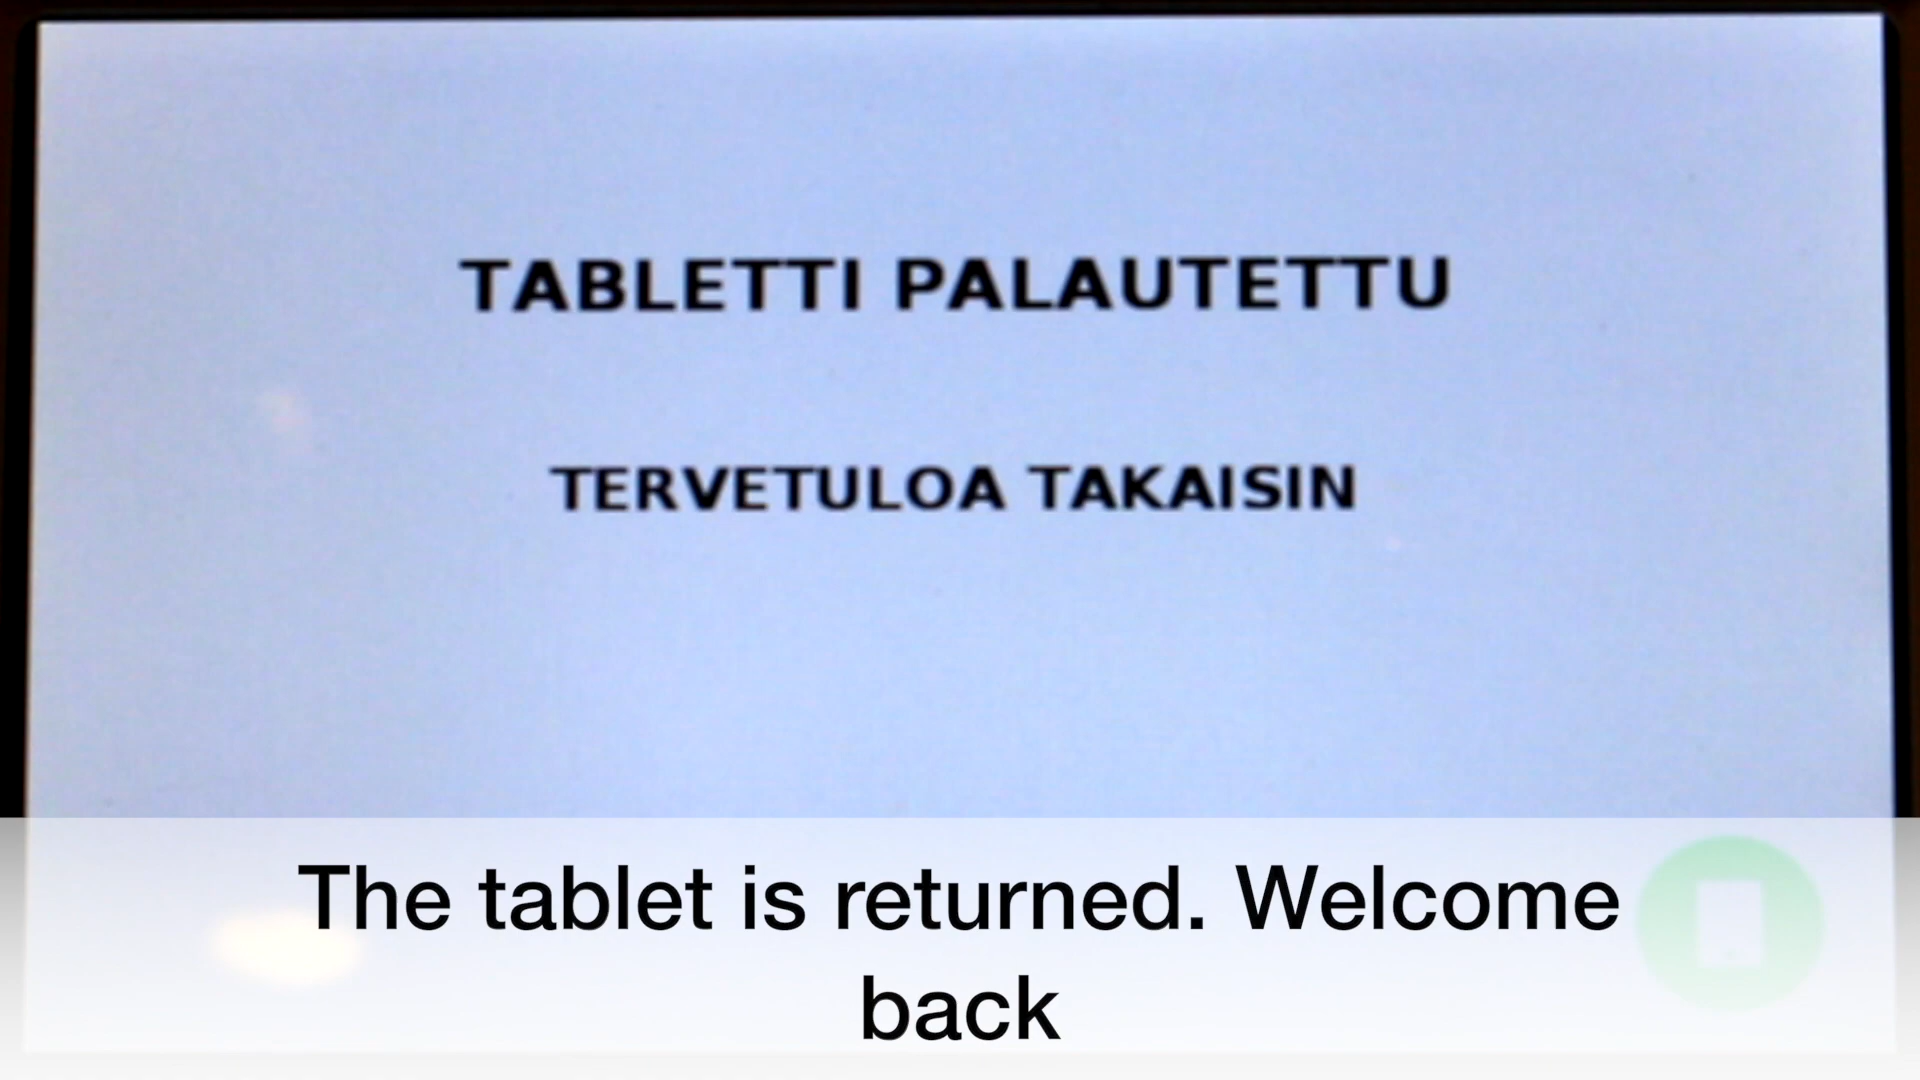 TABLETTI PALAUTETTU
TERVETULOA TAKAISIN
The tablet is returned. Welcome
back